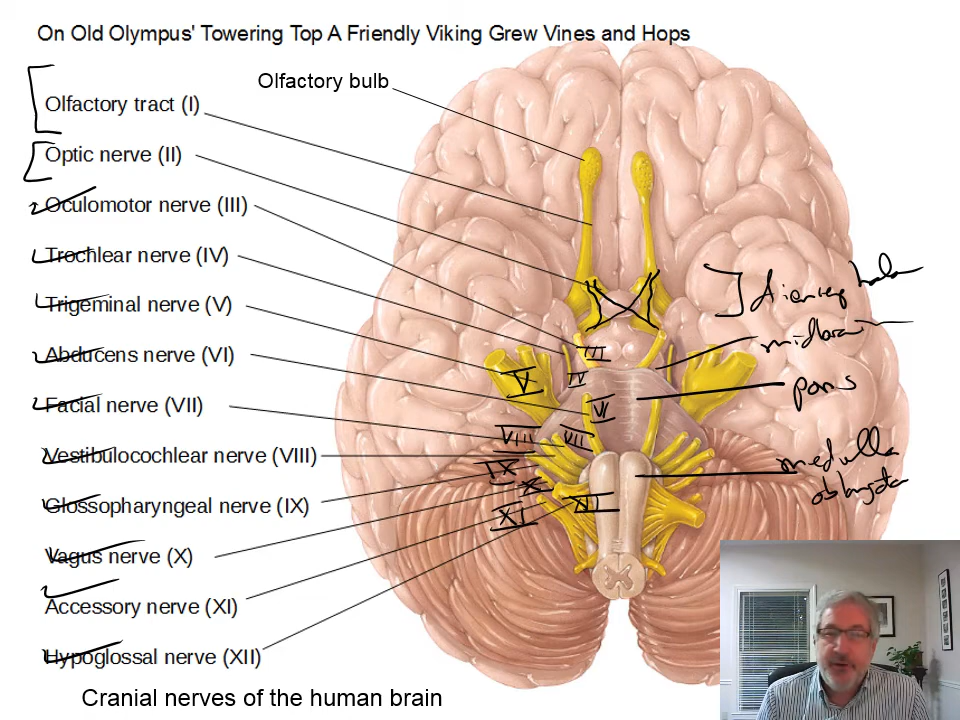 On Old Olympus' Towering Top A Friendly Viking Grew Vines and Hops
Olfactory bulb
Olfactory tract (I)
Optic nerve (II)
Oculomotor nerve (III)
Trochlear nerve (IV)
Trigeminal nerve (V)
Abducens nerve (VI)
Facial nerve (VII)
Vestibulocochlear nerve (VIII)
Glossopharyngeal nerve (IX)
Vagus nerve (X)
Accessory nerve (XI)
Hypoglossal nerve (XII)
III
IV
V
VI
VII
VIII
IX
X
XI
XII
pons
medulla
oblongata
Cranial nerves of the human brain